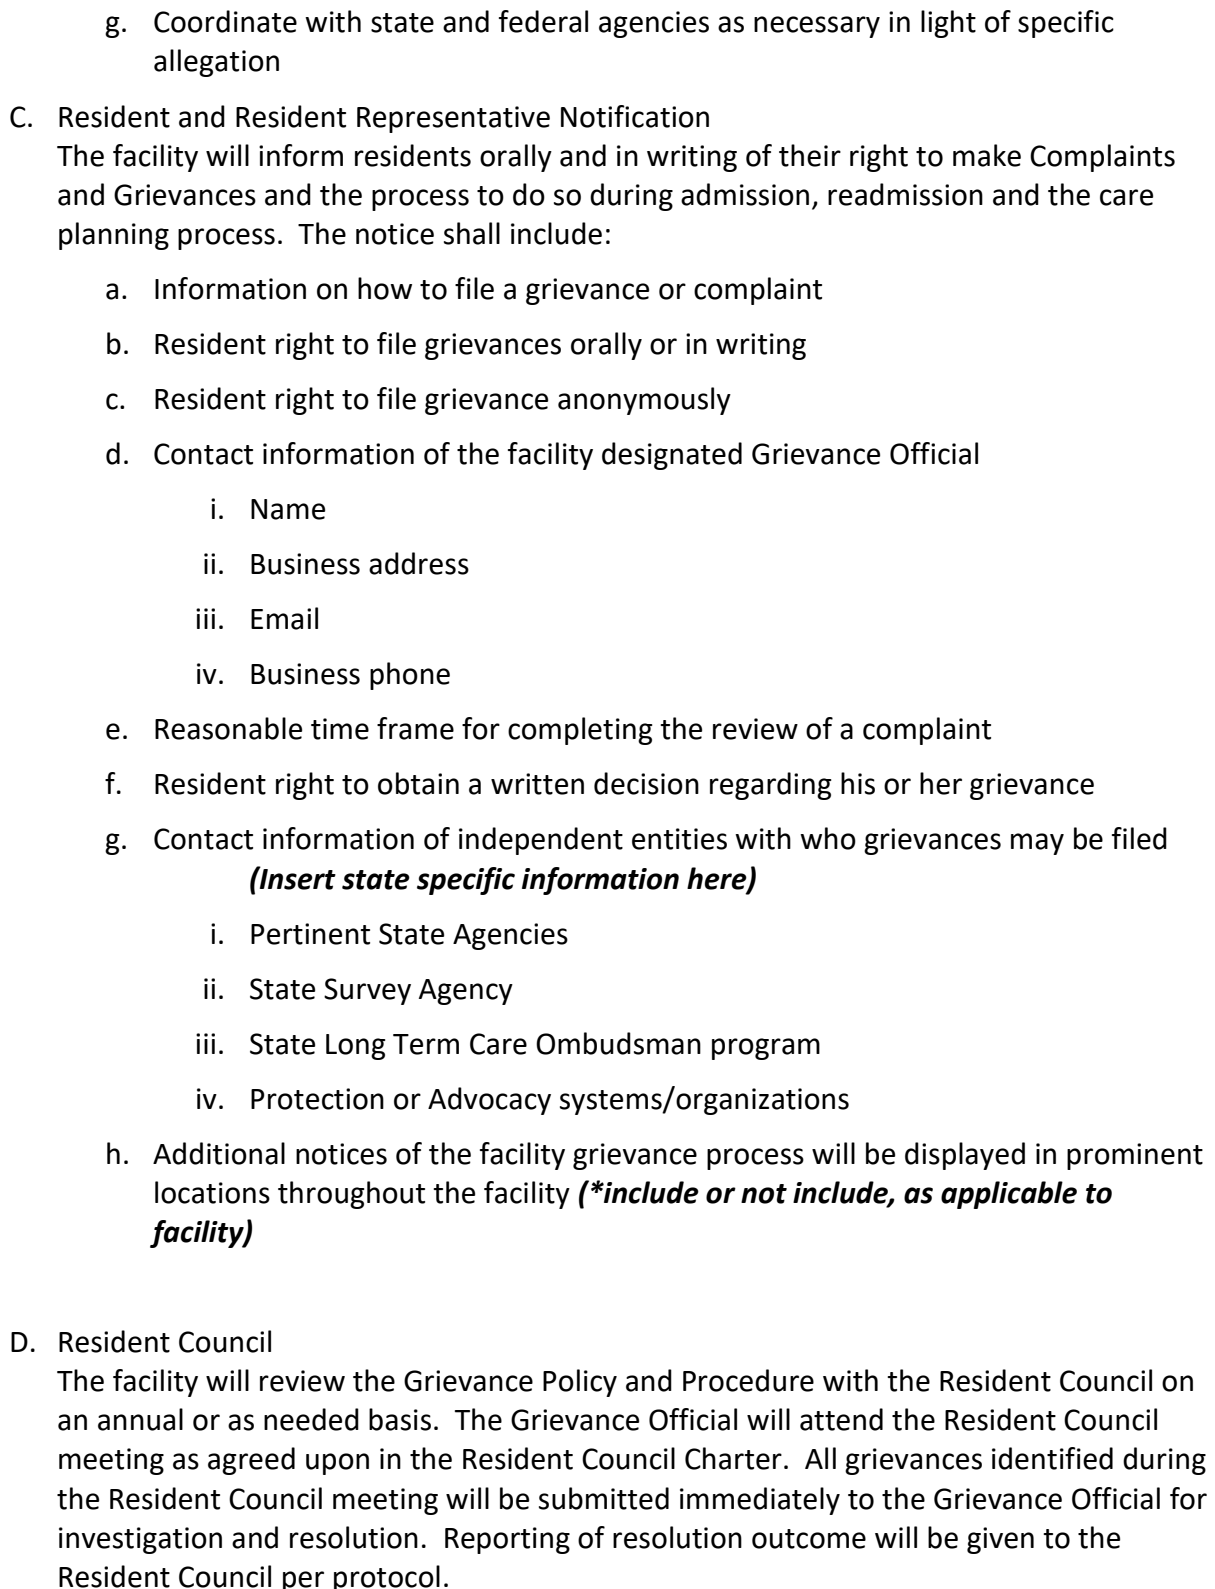 g. Coordinate with state and federal agencies as necessary in light of specific
allegation
C. Resident and Resident Representative Notification
The facility will inform residents orally and in writing of their right to make Complaints
and Grievances and the process to do so during admission, readmission and the care
planning process.  The notice shall include:
a. Information on how to file a grievance or complaint
b. Resident right to file grievances orally or in writing
c. Resident right to file grievance anonymously
d. Contact information of the facility designated Grievance Official
i. Name
ii. Business address
iii. Email
iv. Business phone
e. Reasonable time frame for completing the review of a complaint
f. Resident right to obtain a written decision regarding his or her grievance
g. Contact information of independent entities with who grievances may be filed
(Insert state specific information here)
i. Pertinent State Agencies
ii. State Survey Agency
iii. State Long Term Care Ombudsman program
iv. Protection or Advocacy systems/organizations
h. Additional notices of the facility grievance process will be displayed in prominent
locations throughout the facility (*include or not include, as applicable to
facility)
D. Resident Council
The facility will review the Grievance Policy and Procedure with the Resident Council on
an annual or as needed basis.  The Grievance Official will attend the Resident Council
meeting as agreed upon in the Resident Council Charter.  All grievances identified during
the Resident Council meeting will be submitted immediately to the Grievance Official for
investigation and resolution.  Reporting of resolution outcome will be given to the
Resident Council per protocol.